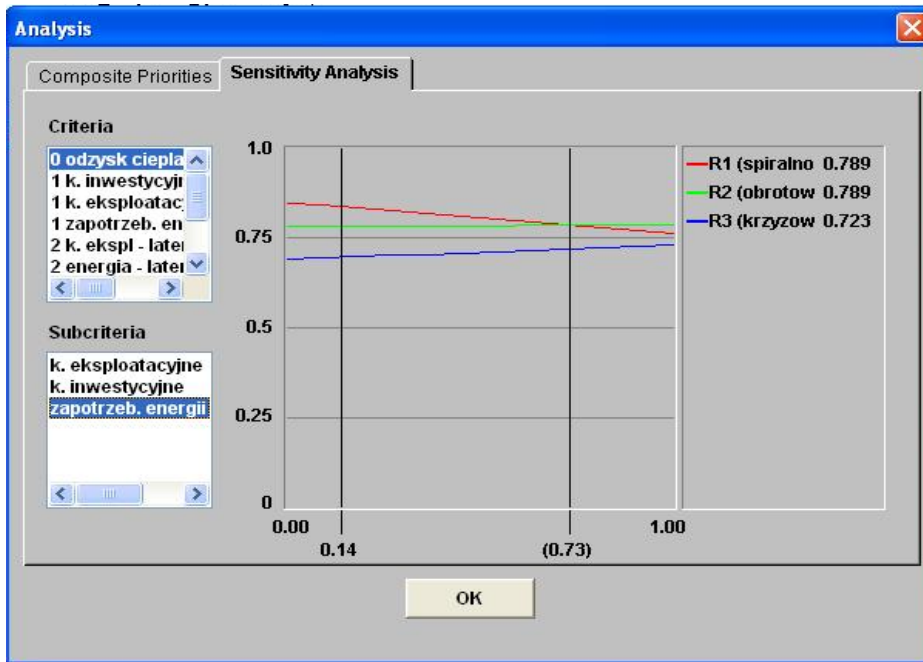 Analysis
Composite Priorities
Sensitivity Analysis
Criteria
0 odzysk ciepla
1 k. inwestycyjn
1 k. eksploatac
1 zapotrzeb. en
2 k. ekspl - later
2 energia - later
Subcriteria
k. eksploatacyjne
k. inwestycyjne
zapotrzeb. energii
1.0
0.75
0.5
0.25
0
0.00
1.00
0.14
(0.73)
R1 (spiralno 0.789
R2 (obrotow 0.789
R3 (krzyzow 0.723
OK